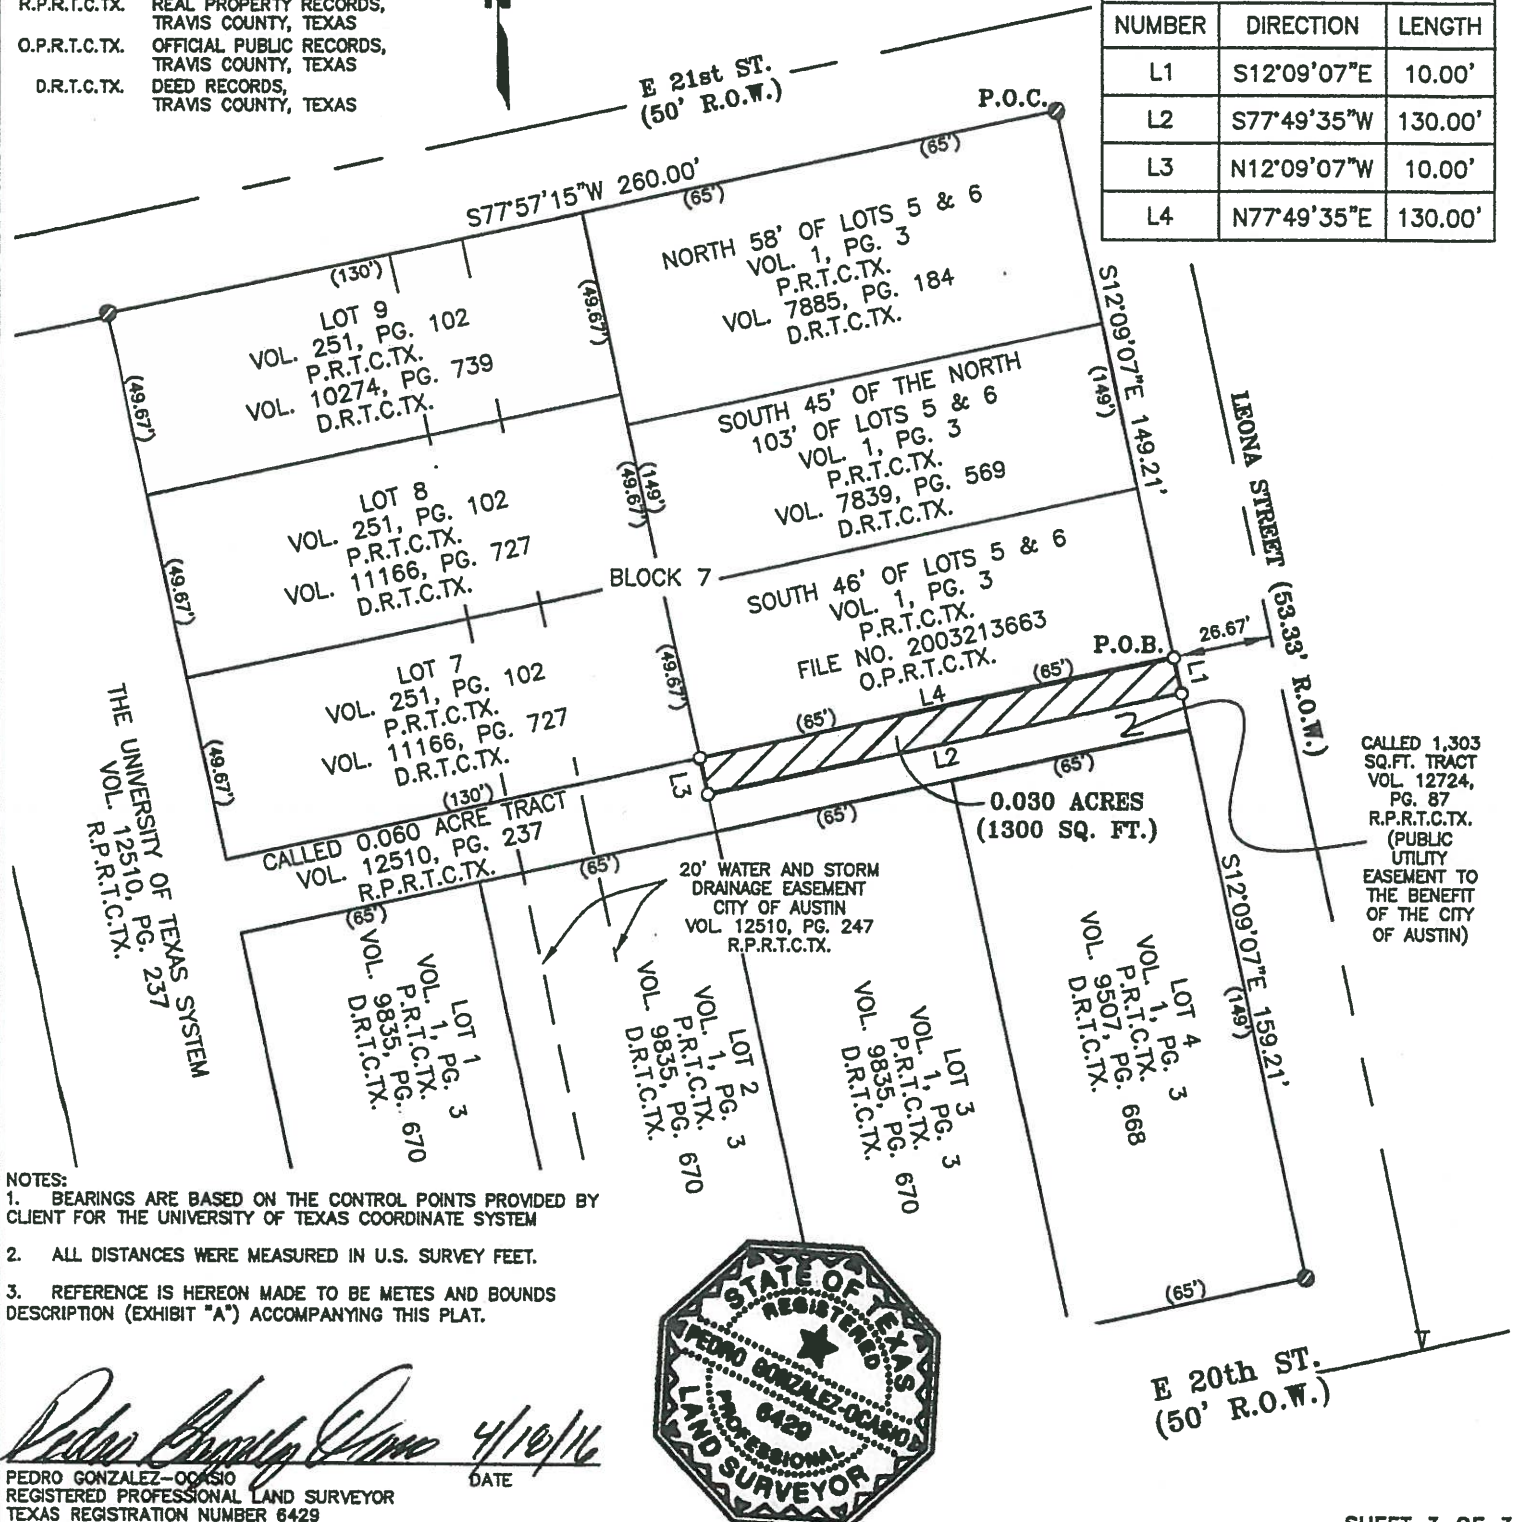 R.P.R.T.C.TX. REAL PROPERTY RECORDS,
TRAVIS COUNTY, TEXAS
O.P.R.T.C.TX. OFFICIAL PUBLIC RECORDS,
TRAVIS COUNTY, TEXAS
D.R.T.C.TX. DEED RECORDS,
TRAVIS COUNTY, TEXAS
NUMBER DIRECTION LENGTH
L1 S12°09'07"E 10.00'
L2 S77°49'35"W 130.00'
L3 N12°09'07"W 10.00'
L4 N77°49'35"E 130.00'
E 21st ST.
(50' R.O.W.)
P.O.C.
(65')
S77°57'15"W 260.00'
(65')
(130')
NORTH 58' OF LOTS 5 & 6
VOL. 1, PG. 3
P.R.T.C.TX.
VOL. 7885, PG. 184
D.R.T.C.TX.
LOT 9
VOL. 251, PG. 102
P.R.T.C.TX.
VOL. 10274, PG. 739
D.R.T.C.TX.
(49.67')
(49.67')
S12°09'07"E 149.21'
(149')
SOUTH 45' OF THE NORTH
103' OF LOTS 5 & 6
VOL. 1, PG. 3
P.R.T.C.TX.
VOL. 7839, PG. 569
D.R.T.C.TX.
LEONA STREET (53.33' R.O.W.)
LOT 8
VOL. 251, PG. 102
P.R.T.C.TX.
VOL. 11166, PG. 727
D.R.T.C.TX.
(149')
(49.67')
(49.67')
BLOCK 7
SOUTH 46' OF LOTS 5 & 6
VOL. 1, PG. 3
P.R.T.C.TX.
FILE NO. 2003213663
O.P.R.T.C.TX.
P.O.B.
26.67'
L1
LOT 7
VOL. 251, PG. 102
P.R.T.C.TX.
VOL. 11166, PG. 727
D.R.T.C.TX.
(49.67')
(49.67')
(65')
L4
(65')
L2
L3
(65')
(65')
0.030 ACRES
(1300 SQ. FT.)
CALLED 1,303
SQ.FT. TRACT
VOL. 12724,
PG. 87
R.P.R.T.C.TX.
(PUBLIC
UTILITY
EASEMENT TO
THE BENEFIT
OF THE CITY
OF AUSTIN)
THE UNIVERSITY OF TEXAS SYSTEM
VOL. 12510, PG. 237
R.P.R.T.C.TX.
(130')
CALLED 0.060 ACRE TRACT
VOL. 12510, PG. 237
R.P.R.T.C.TX.
(65')
(65')
20' WATER AND STORM
DRAINAGE EASEMENT
CITY OF AUSTIN
VOL. 12510, PG. 247
R.P.R.T.C.TX.
LOT 1
VOL. 1, PG. 3
P.R.T.C.TX.
VOL. 9835, PG. 670
D.R.T.C.TX.
LOT 2
VOL. 1, PG. 3
P.R.T.C.TX.
VOL. 9835, PG. 670
D.R.T.C.TX.
LOT 3
VOL. 1, PG. 3
P.R.T.C.TX.
VOL. 9835, PG. 670
D.R.T.C.TX.
LOT 4
VOL. 1, PG. 3
P.R.T.C.TX.
VOL. 9507, PG. 668
D.R.T.C.TX.
S12°09'07"E 159.21'
(149')
(65')
E 20th ST.
(50' R.O.W.)
NOTES:
1. BEARINGS ARE BASED ON THE CONTROL POINTS PROVIDED BY
CLIENT FOR THE UNIVERSITY OF TEXAS COORDINATE SYSTEM
2. ALL DISTANCES WERE MEASURED IN U.S. SURVEY FEET.
3. REFERENCE IS HEREON MADE TO BE METES AND BOUNDS
DESCRIPTION (EXHIBIT "A") ACCOMPANYING THIS PLAT.
STATE OF TEXAS
REGISTERED
PEDRO GONZALEZ-OCASIO
6429
PROFESSIONAL
LAND SURVEYOR
4/18/16
PEDRO GONZALEZ-OCASIO DATE
REGISTERED PROFESSIONAL LAND SURVEYOR
TEXAS REGISTRATION NUMBER 6429